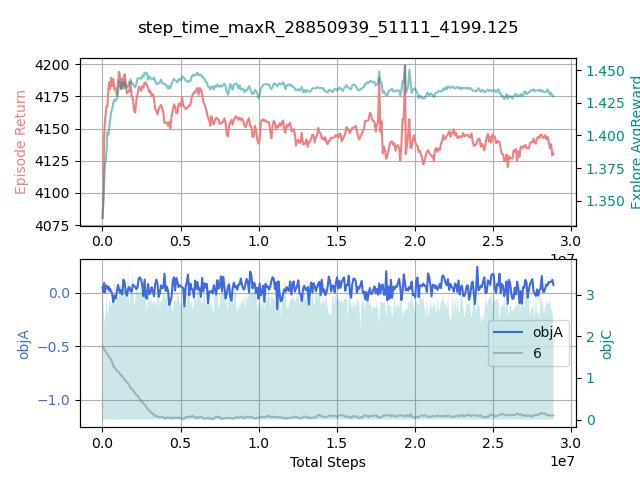 step_time_maxR_28850939_51111_4199.125
4200
4175
4150
4125
4100
4075
Episode Return
1.450
1.425
1.400
1.375
1.350
Explore AvgReward
0.0 0.5 1.0 1.5 2.0 2.5 3.0
0.0
−0.5
−1.0
objA
3
2
1
0
objC
objA
6
0.0 0.5 1.0 1.5 2.0 2.5 3.0
Total Steps
1e7